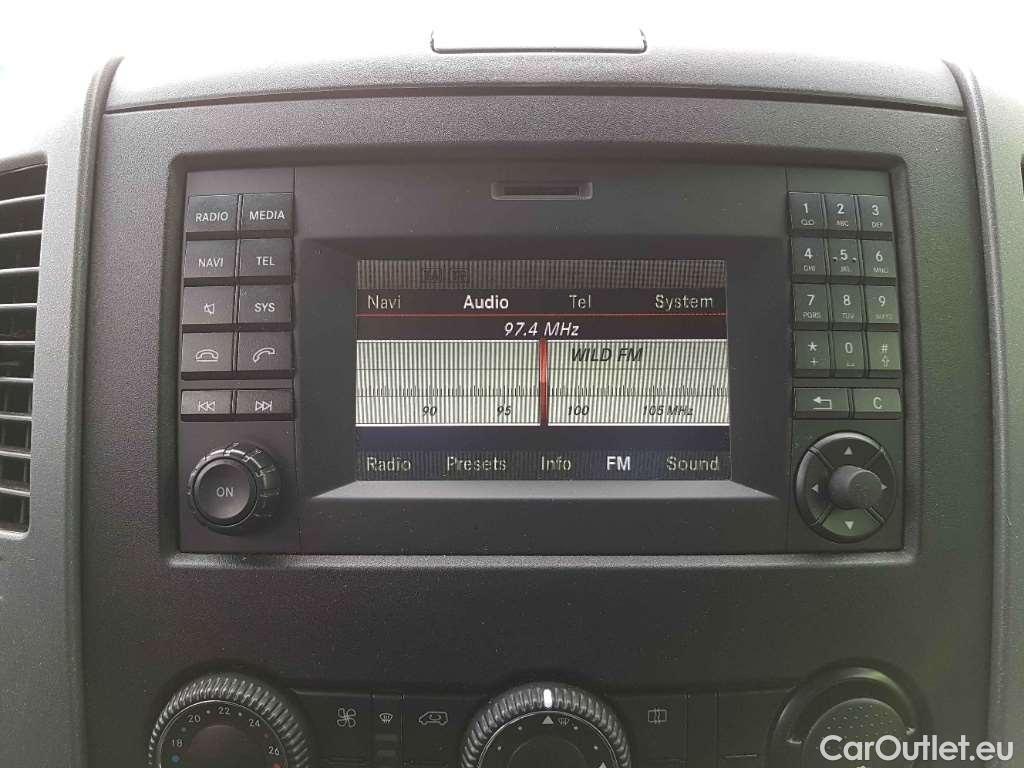 RADIO MEDIA
NAVI TEL
SYS
ON
Navi Audio Tel System
97.4 MHz
WILD FM
90 95 100 105 MHz
Radio Presets Info FM Sound
1 2 3
ABC DEF
4 5 6
GHI JKL MNO
7 8 9
PQRS TUV WXYZ
* 0 #
+
C
18 20 22 24 26
CarOutlet.eu